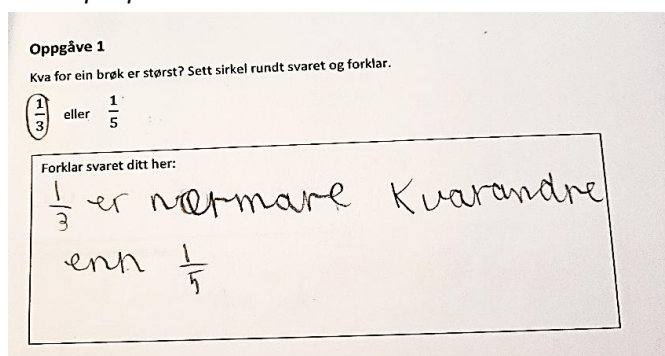 Oppgåve 1
Kva for ein brøk er størst? Sett sirkel rundt svaret og forklar.
1/3 eller 1/5
Forklar svaret ditt her:
1/3 er nærmare kvarandre
enn 1/5